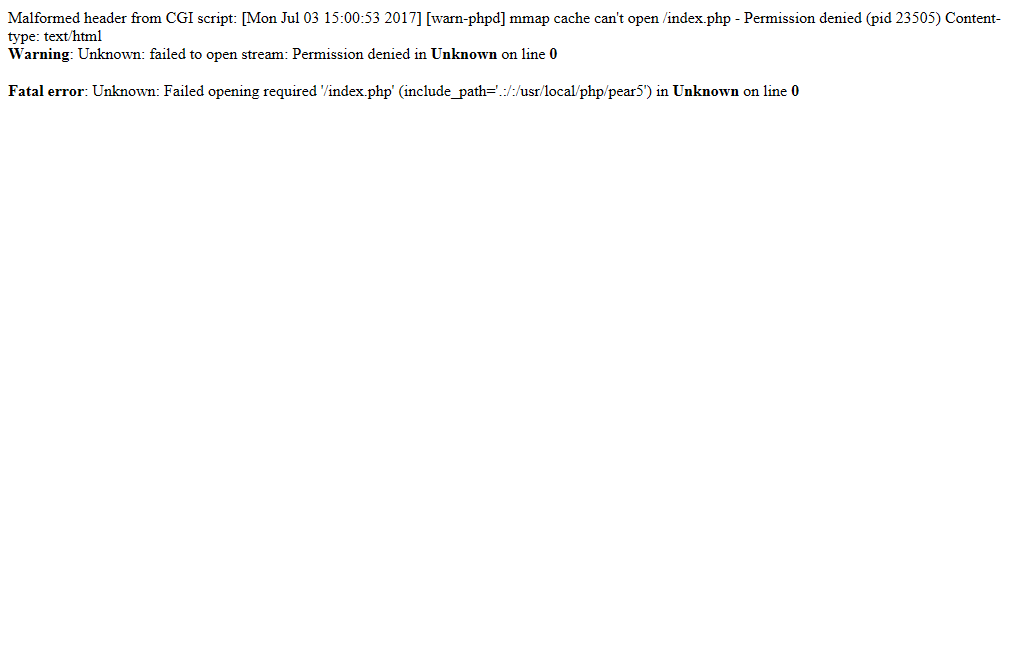 Malformed header from CGI script: [Mon Jul 03 15:00:53 2017] [warn-phpd] mmap cache can't open /index.php - Permission denied (pid 23505) Content-
type: text/html
Warning: Unknown: failed to open stream: Permission denied in Unknown on line 0
Fatal error: Unknown: Failed opening required '/index.php' (include_path='.:/:/usr/local/php/pear5') in Unknown on line 0